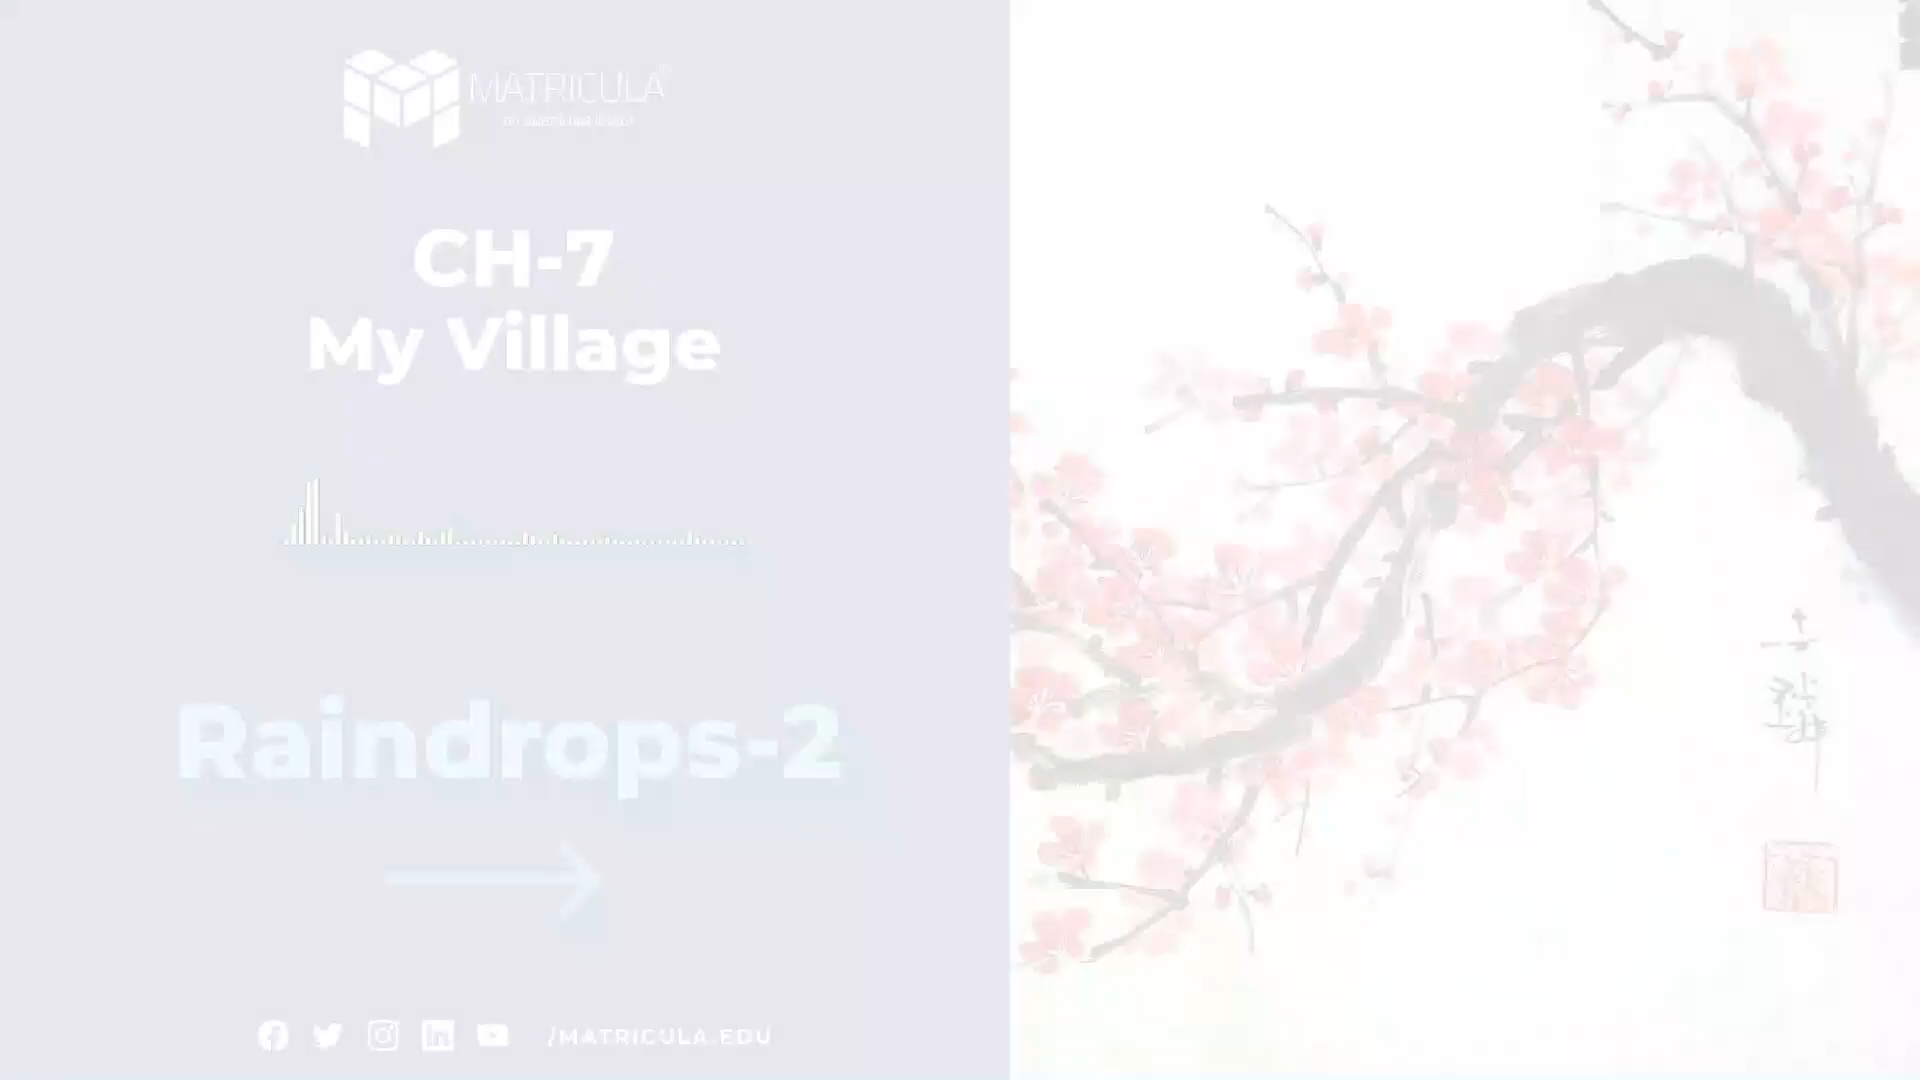 MATRICULA
CH-7
My Village
Raindrops-2
/MATRICULA.EDU